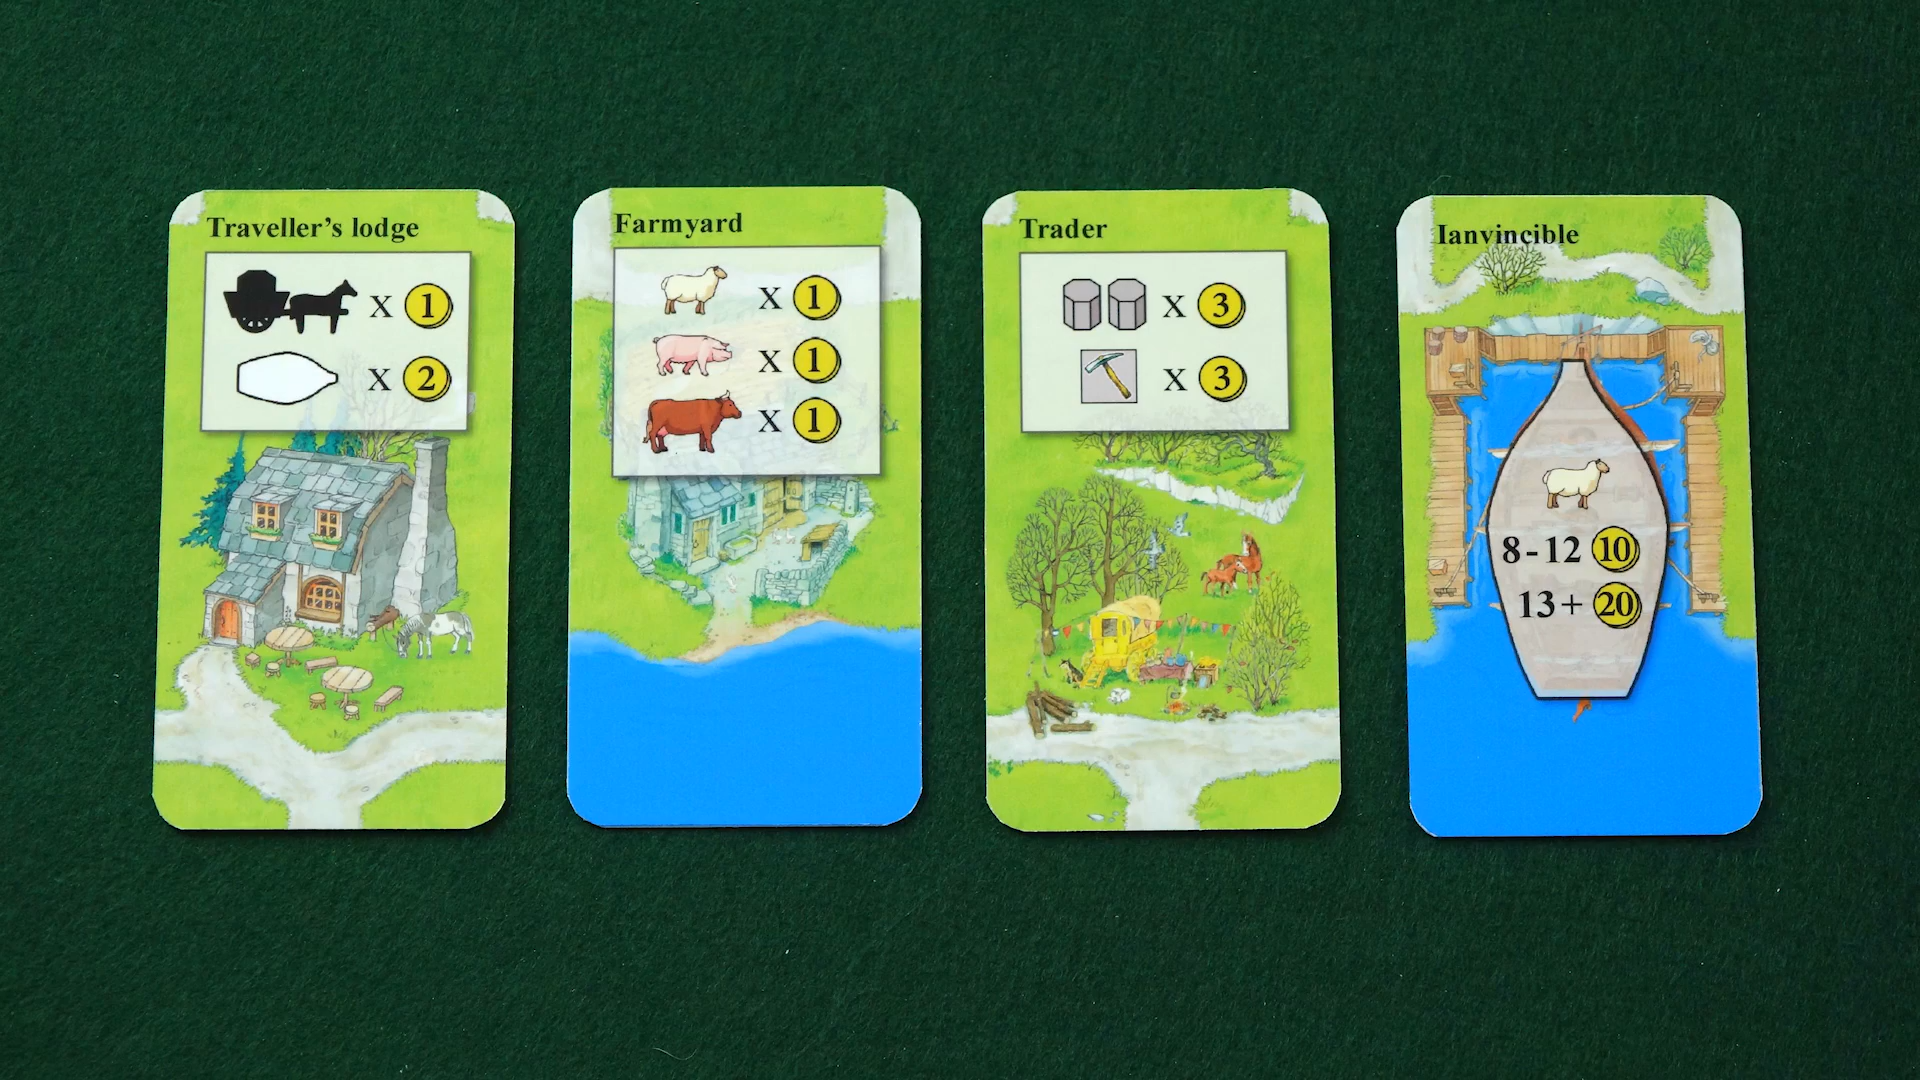 Traveller's lodge
X 1
X 2
Farmyard
X 1
X 1
X 1
Trader
X 3
X 3
Ianvincible
8-12 10
13+ 20